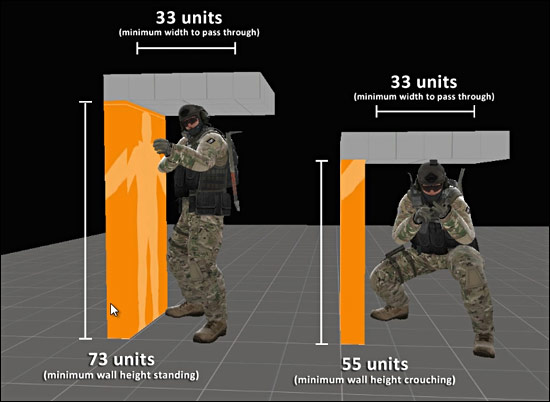 33 units
(minimum width to pass through)
33 units
(minimum width to pass through)
73 units
(minimum wall height standing)
55 units
(minimum wall height crouching)